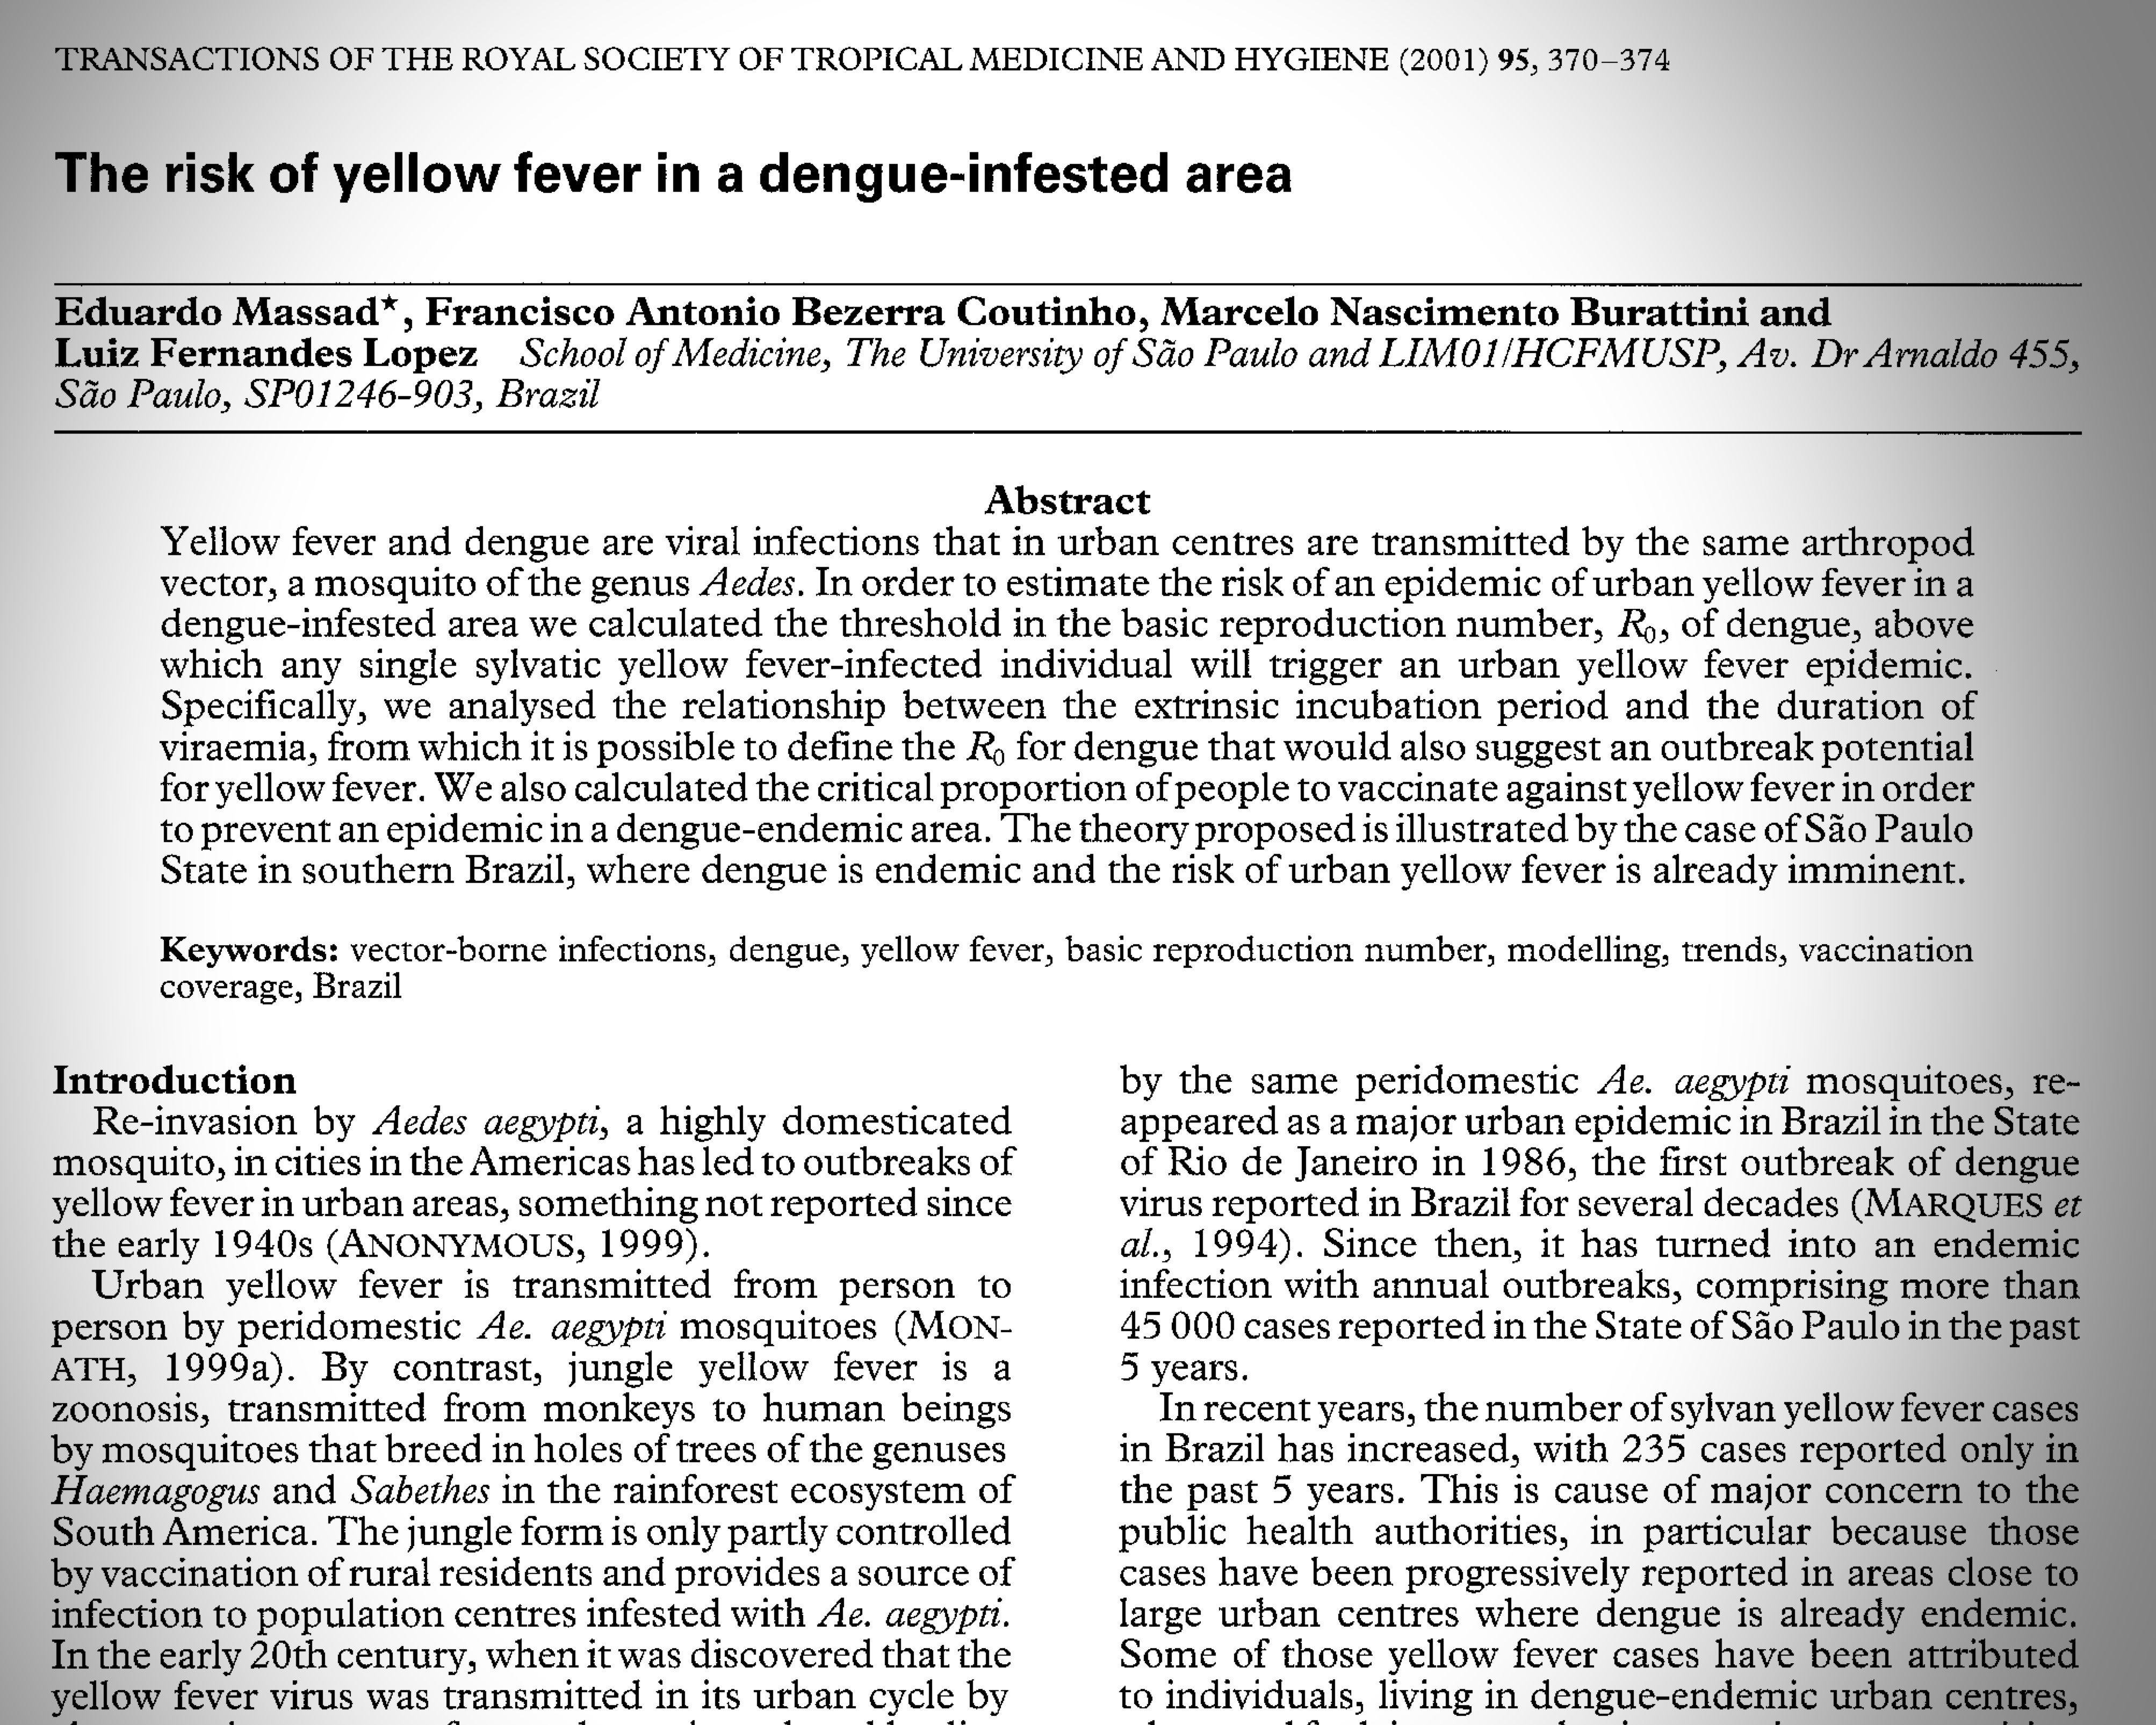 TRANSACTIONS OF THE ROYAL SOCIETY OF TROPICAL MEDICINE AND HYGIENE (2001) 95, 370–374
The risk of yellow fever in a dengue-infested area
Eduardo Massad★, Francisco Antonio Bezerra Coutinho, Marcelo Nascimento Burattini and
Luiz Fernandes Lopez School of Medicine, The University of São Paulo and LIM01/HCFMUSP, Av. Dr Arnaldo 455,
São Paulo, SP01246-903, Brazil
Abstract
Yellow fever and dengue are viral infections that in urban centres are transmitted by the same arthropod
vector, a mosquito of the genus Aedes. In order to estimate the risk of an epidemic of urban yellow fever in a
dengue-infested area we calculated the threshold in the basic reproduction number, R0, of dengue, above
which any single sylvatic yellow fever-infected individual will trigger an urban yellow fever epidemic.
Specifically, we analysed the relationship between the extrinsic incubation period and the duration of
viraemia, from which it is possible to define the R0 for dengue that would also suggest an outbreak potential
for yellow fever. We also calculated the critical proportion of people to vaccinate against yellow fever in order
to prevent an epidemic in a dengue-endemic area. The theory proposed is illustrated by the case of São Paulo
State in southern Brazil, where dengue is endemic and the risk of urban yellow fever is already imminent.
Keywords: vector-borne infections, dengue, yellow fever, basic reproduction number, modelling, trends, vaccination
coverage, Brazil
Introduction
Re-invasion by Aedes aegypti, a highly domesticated
mosquito, in cities in the Americas has led to outbreaks of
yellow fever in urban areas, something not reported since
the early 1940s (ANONYMOUS, 1999).
Urban yellow fever is transmitted from person to
person by peridomestic Ae. aegypti mosquitoes (MON-
ATH, 1999a). By contrast, jungle yellow fever is a
zoonosis, transmitted from monkeys to human beings
by mosquitoes that breed in holes of trees of the genuses
Haemagogus and Sabethes in the rainforest ecosystem of
South America. The jungle form is only partly controlled
by vaccination of rural residents and provides a source of
infection to population centres infested with Ae. aegypti.
In the early 20th century, when it was discovered that the
yellow fever virus was transmitted in its urban cycle by
by the same peridomestic Ae. aegypti mosquitoes, re-
appeared as a major urban epidemic in Brazil in the State
of Rio de Janeiro in 1986, the first outbreak of dengue
virus reported in Brazil for several decades (MARQUES et
al., 1994). Since then, it has turned into an endemic
infection with annual outbreaks, comprising more than
45 000 cases reported in the State of São Paulo in the past
5 years.
In recent years, the number of sylvan yellow fever cases
in Brazil has increased, with 235 cases reported only in
the past 5 years. This is cause of major concern to the
public health authorities, in particular because those
cases have been progressively reported in areas close to
large urban centres where dengue is already endemic.
Some of those yellow fever cases have been attributed
to individuals, living in dengue-endemic urban centres,